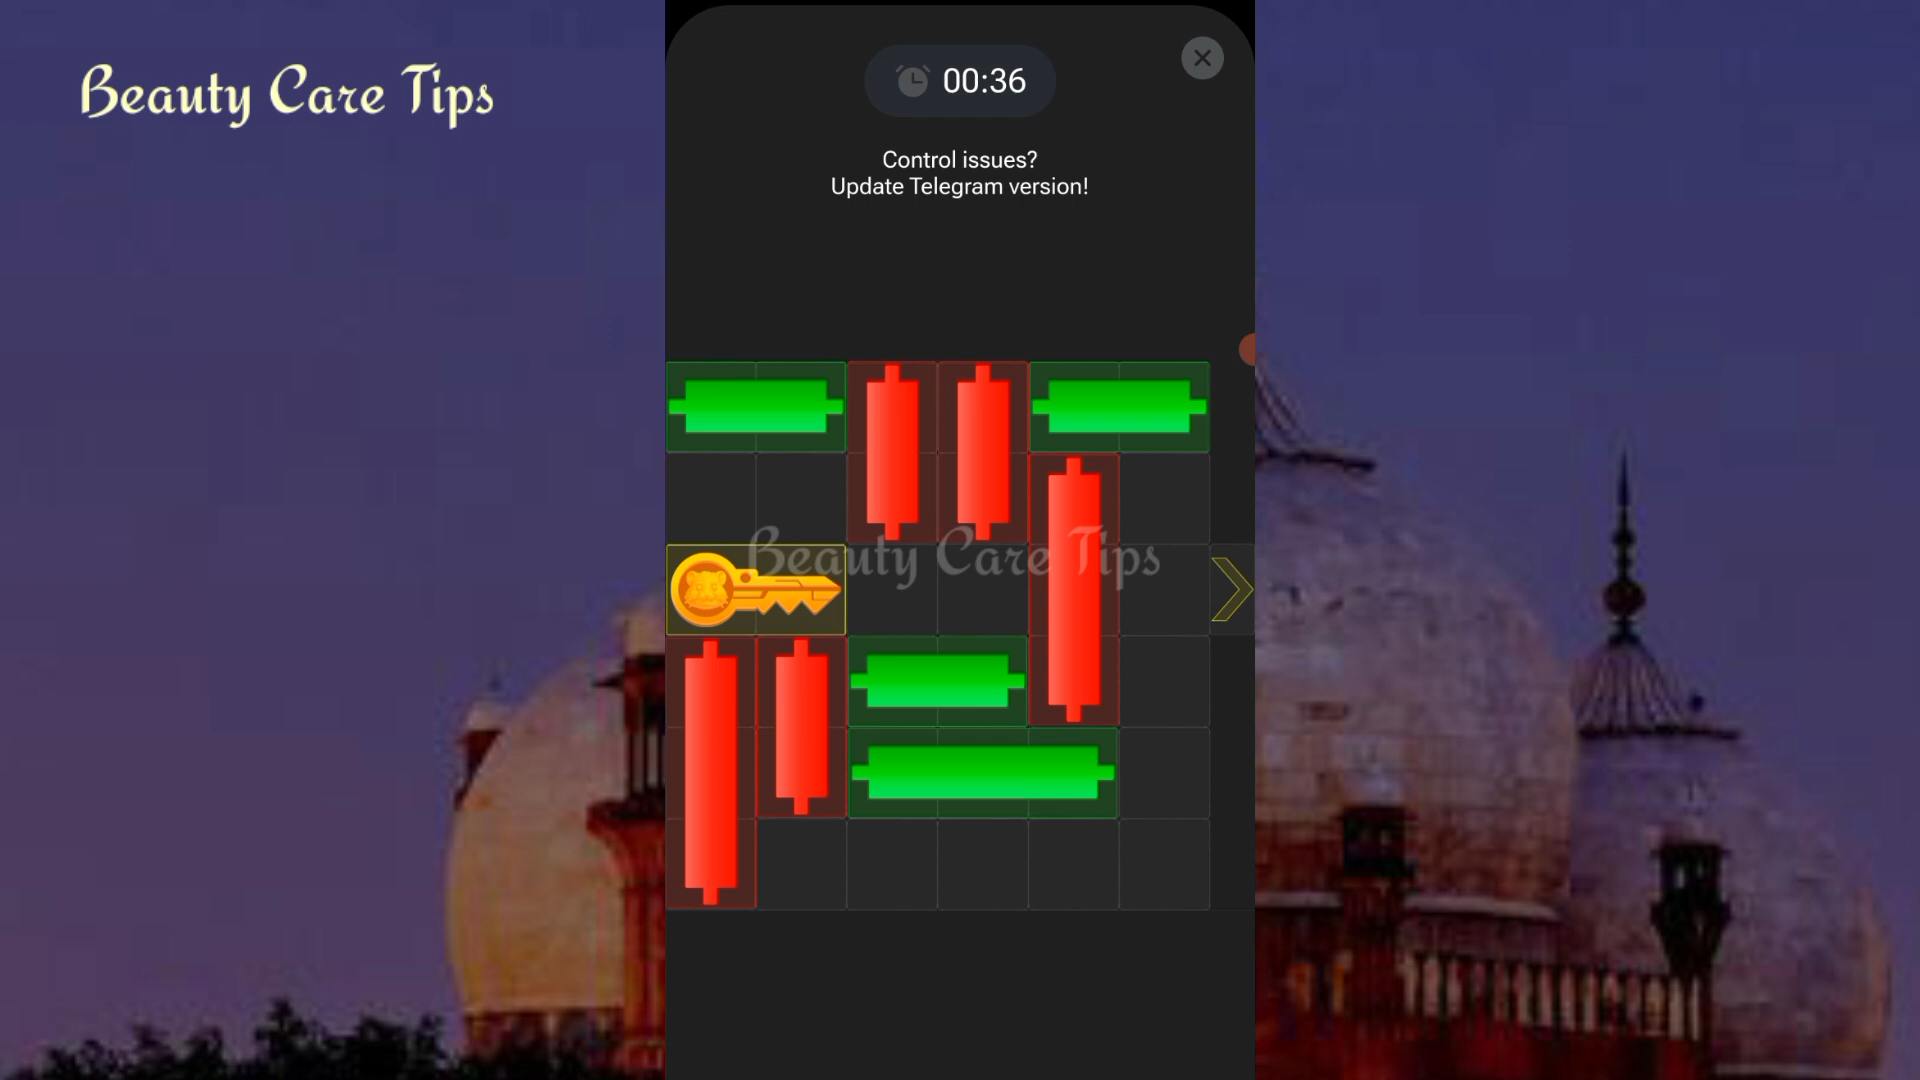 Beauty Care Tips
00:36
Control issues?
Update Telegram version!
Beauty Care Tips